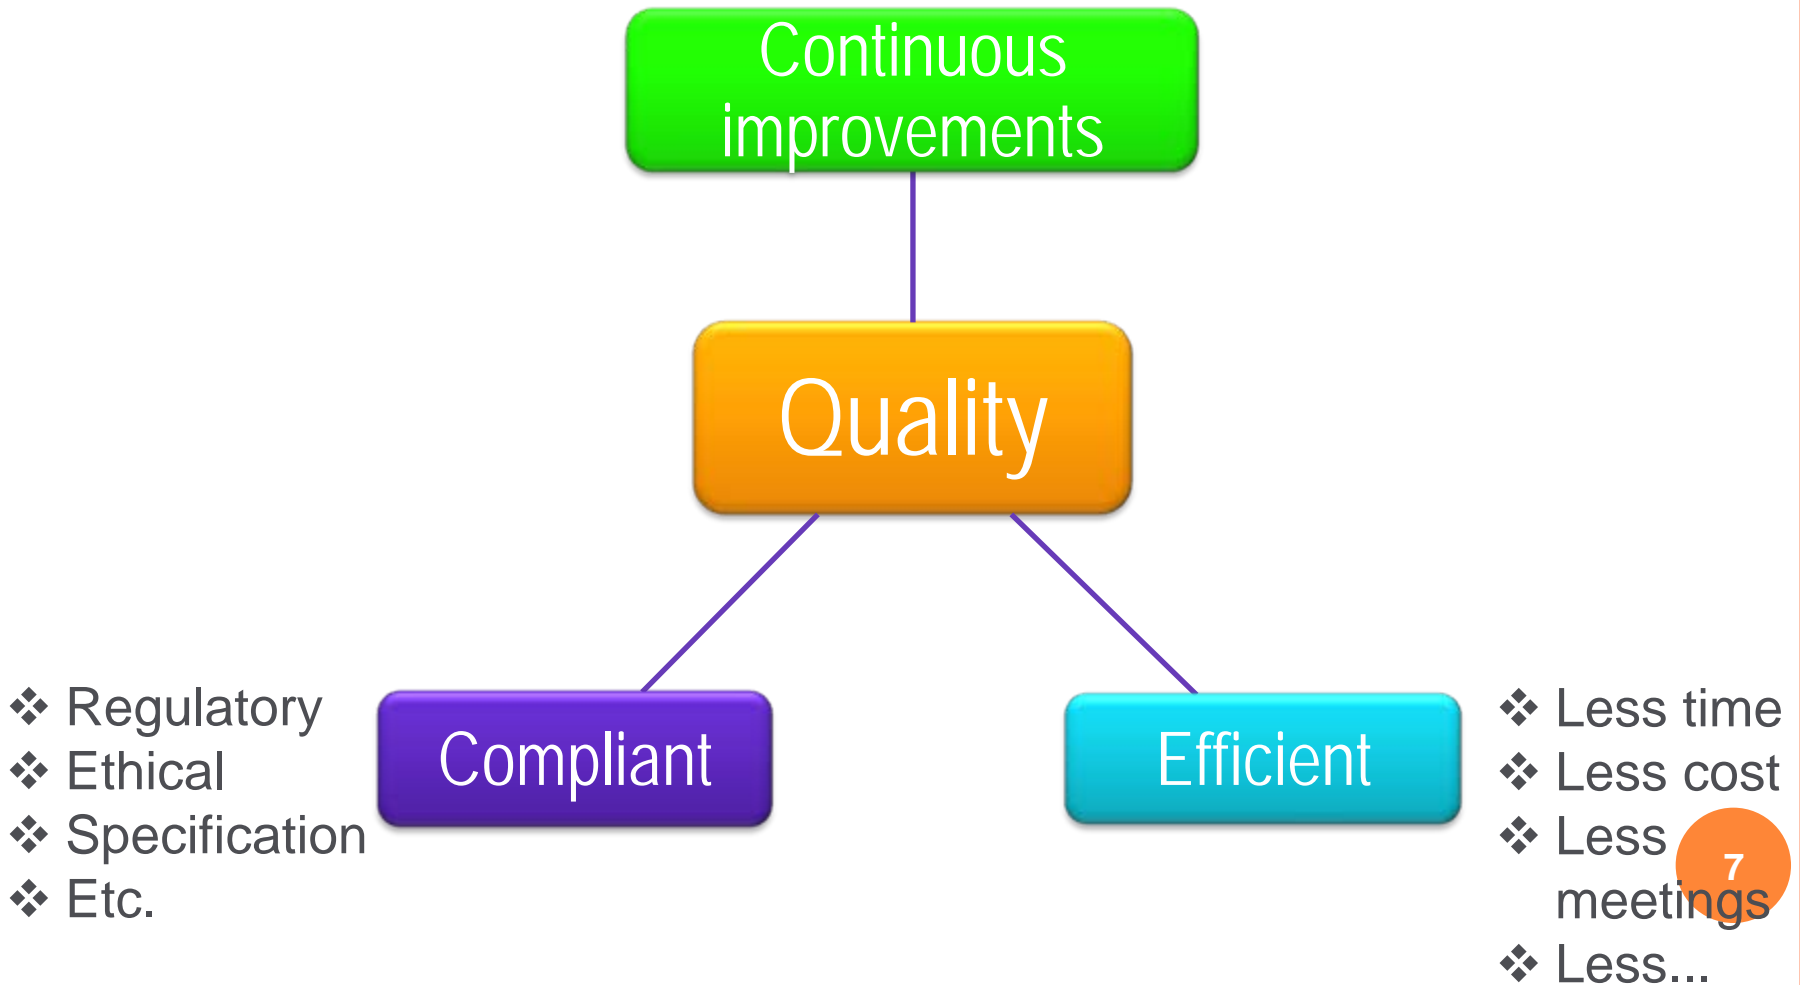 Continuous
improvements
Quality
Compliant
Efficient
❖ Regulatory
❖ Ethical
❖ Specification
❖ Etc.
❖ Less time
❖ Less cost
❖ Less
meetings
❖ Less...
7